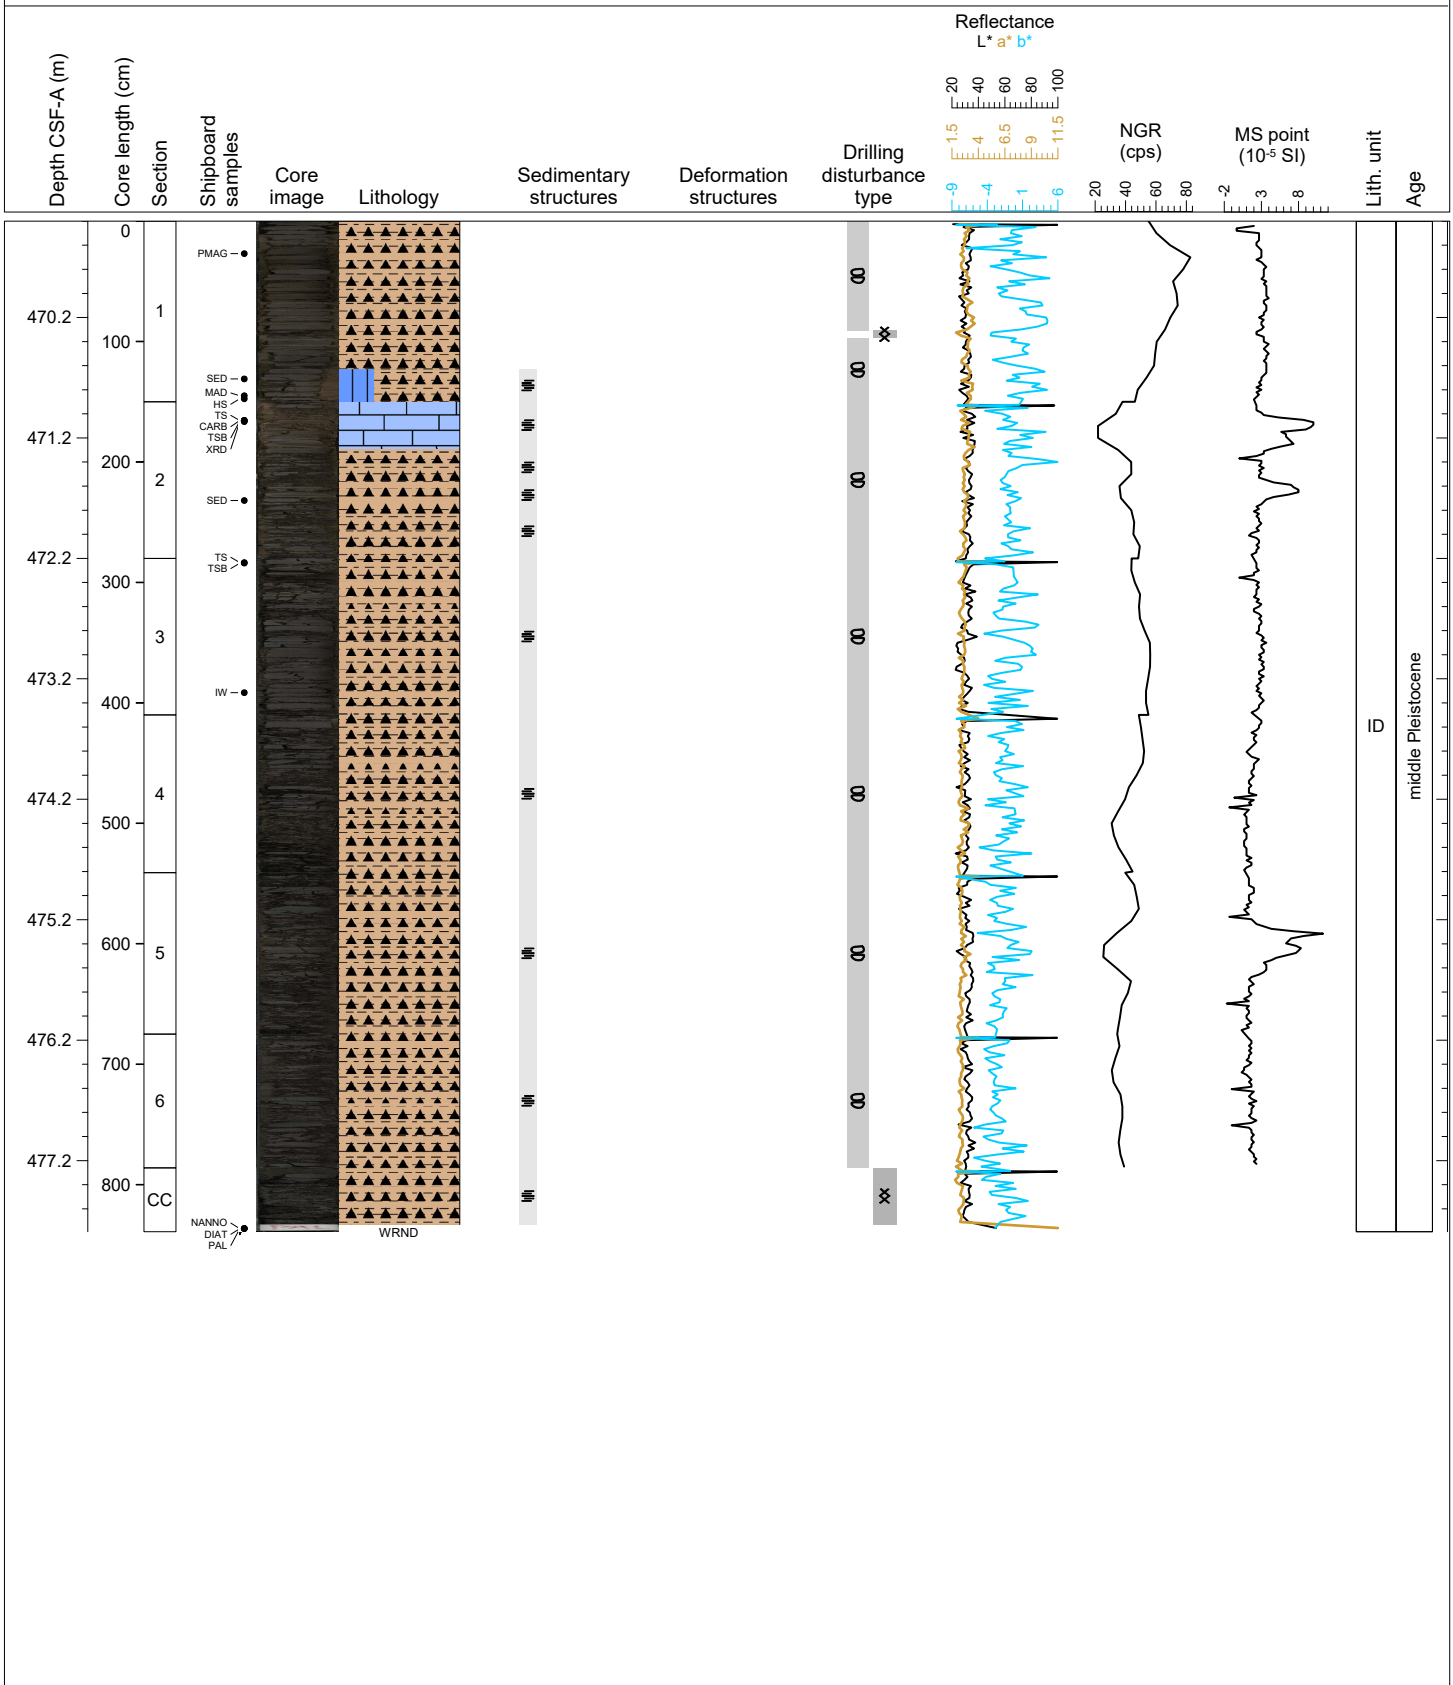 Depth CSF-A (m)
Core length (cm)
Section
Shipboard
samples
Core
image
Lithology
Sedimentary
structures
Deformation
structures
Drilling
disturbance
type
Reflectance
L* a* b*
20 40 60 80 100
1.5 4 6.5 9 11.5
-9 -4 1 6
NGR
(cps)
20 40 60 80
MS point
(10-5 SI)
-2 3 8
Lith. unit
Age
0
PMAG
1
470.2
100
SED
MAD
HS
TS
CARB
TSB
XRD
471.2
200
2
SED
472.2
TS
TSB
300
3
473.2
IW
400
ID
middle Pleistocene
474.2
4
500
475.2
600
5
476.2
700
6
477.2
800
CC
NANNO
DIAT
PAL
PAL
WRND